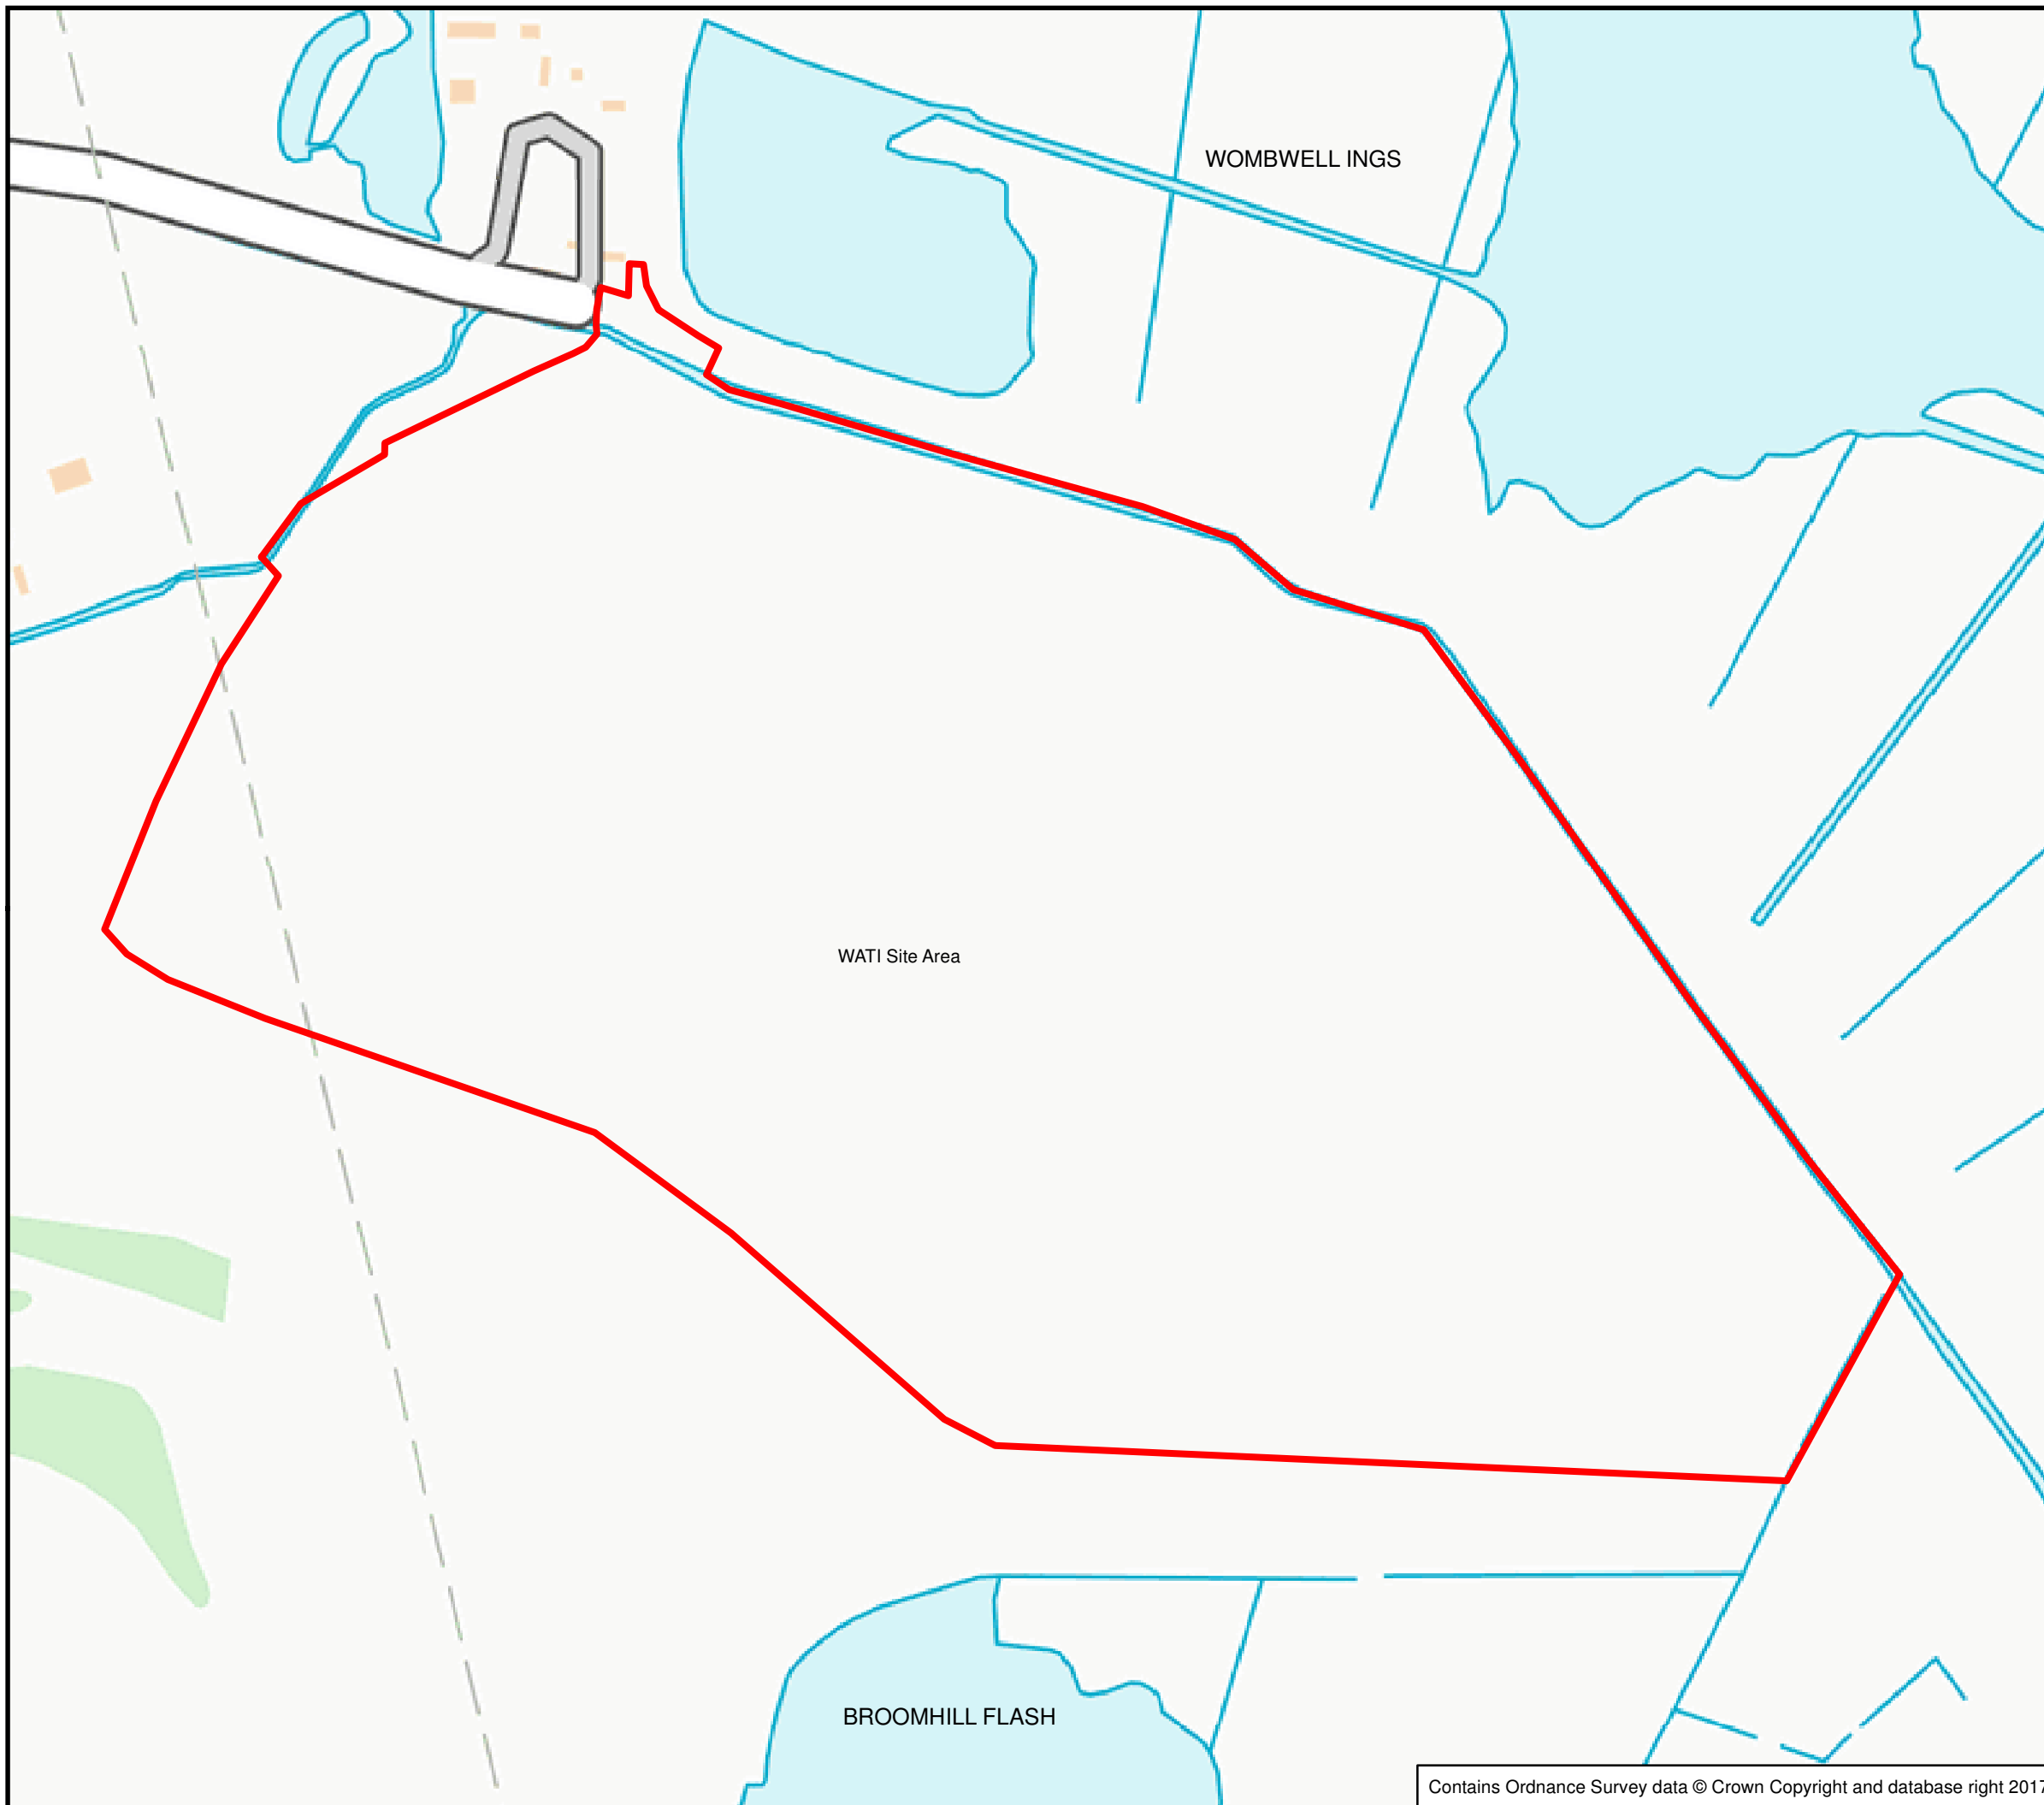 WOMBWELL INGS
WATI Site Area
BROOMHILL FLASH
Contains Ordnance Survey data © Crown Copyright and database right 2017